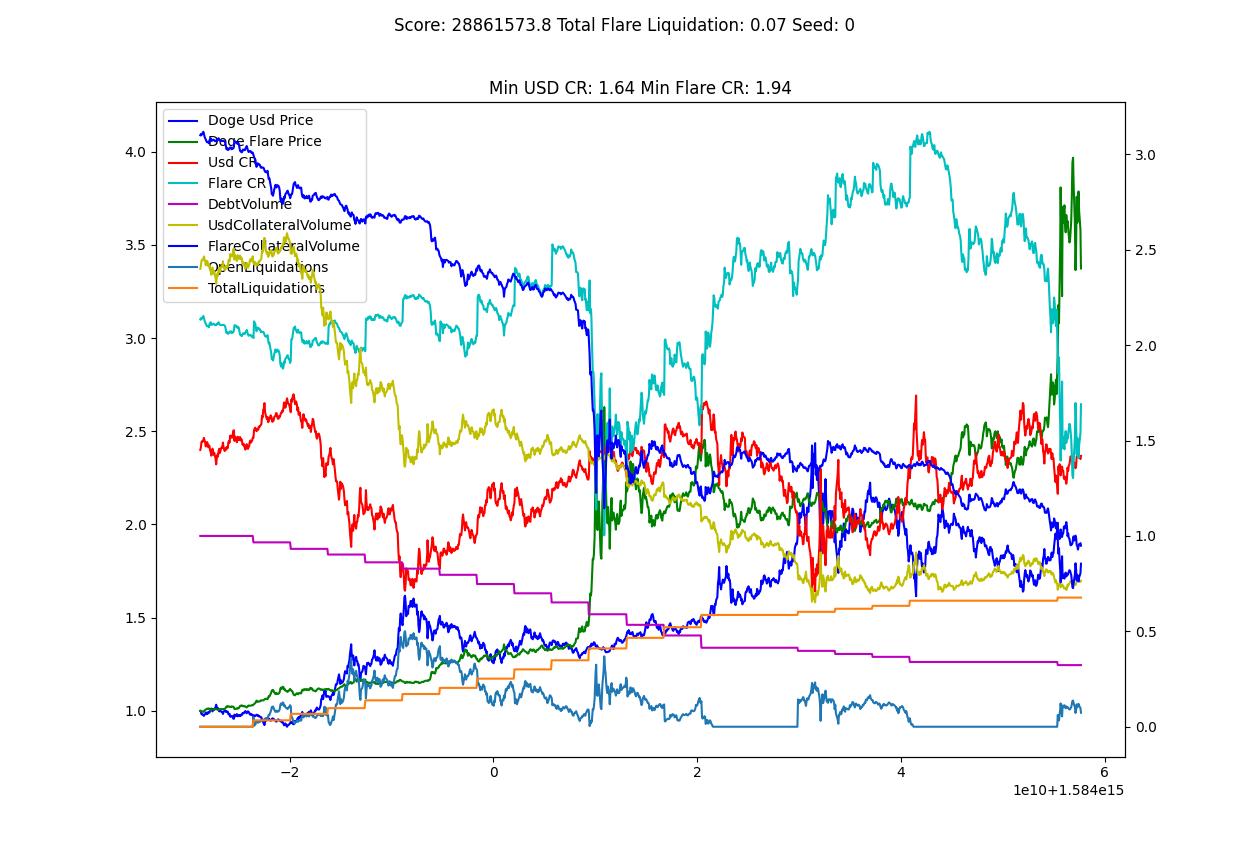 Score: 28861573.8 Total Flare Liquidation: 0.07 Seed: 0
Min USD CR: 1.64 Min Flare CR: 1.94
Doge Usd Price
Doge Flare Price
Usd CR
Flare CR
DebtVolume
UsdCollateralVolume
FlareCollateralVolume
OpenLiquidations
TotalLiquidations
4.0
3.5
3.0
2.5
2.0
1.5
1.0
3.0
2.5
2.0
1.5
1.0
0.5
0.0
−2 0 2 4 6
1e10+1.584e15